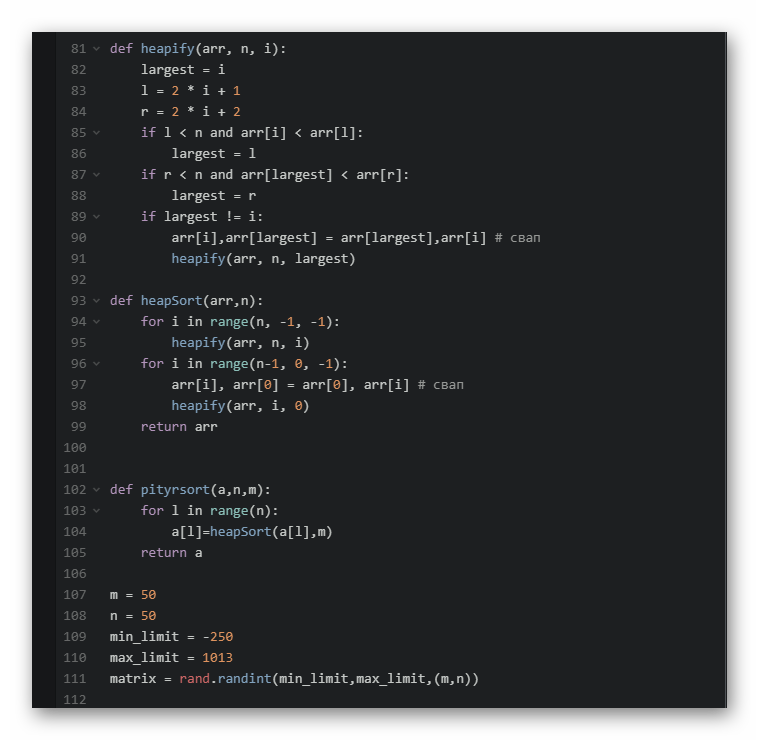 81 def heapify(arr, n, i):
82     largest = i
83     l = 2 * i + 1
84     r = 2 * i + 2
85     if l < n and arr[i] < arr[l]:
86         largest = l
87     if r < n and arr[largest] < arr[r]:
88         largest = r
89     if largest != i:
90         arr[i],arr[largest] = arr[largest],arr[i] # свап
91         heapify(arr, n, largest)
92
93 def heapSort(arr,n):
94     for i in range(n, -1, -1):
95         heapify(arr, n, i)
96     for i in range(n-1, 0, -1):
97         arr[i], arr[0] = arr[0], arr[i] # свап
98         heapify(arr, i, 0)
99     return arr
100
101
102 def pityrsort(a,n,m):
103     for l in range(n):
104         a[l]=heapSort(a[l],m)
105     return a
106
107 m = 50
108 n = 50
109 min_limit = -250
110 max_limit = 1013
111 matrix = rand.randint(min_limit,max_limit,(m,n))
112